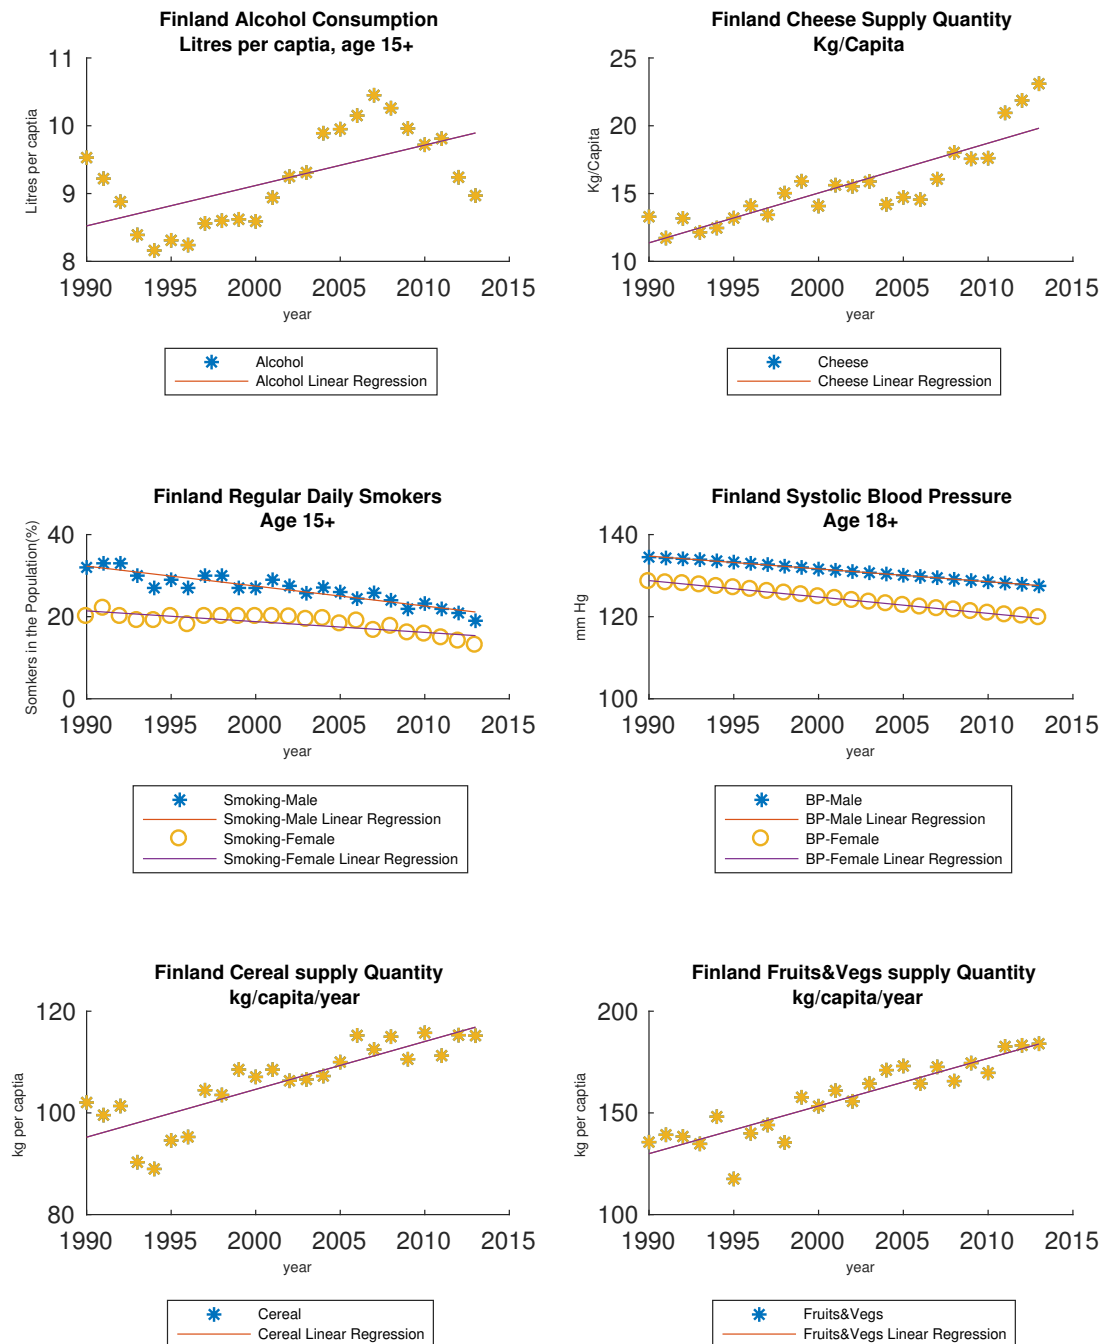 Finland Alcohol Consumption
Litres per captia, age 15+
11
10
9
8
Litres per captia
1990 1995 2000 2005 2010 2015
year
Alcohol
Alcohol Linear Regression
Finland Cheese Supply Quantity
Kg/Capita
25
20
15
10
Kg/Capita
1990 1995 2000 2005 2010 2015
year
Cheese
Cheese Linear Regression
Finland Regular Daily Smokers
Age 15+
40
20
0
Somkers in the Population(%)
1990 1995 2000 2005 2010 2015
year
Smoking-Male
Smoking-Male Linear Regression
Smoking-Female
Smoking-Female Linear Regression
Finland Systolic Blood Pressure
Age 18+
140
120
100
mm Hg
1990 1995 2000 2005 2010 2015
year
BP-Male
BP-Male Linear Regression
BP-Female
BP-Female Linear Regression
Finland Cereal supply Quantity
kg/capita/year
120
100
80
kg per captia
1990 1995 2000 2005 2010 2015
year
Cereal
Cereal Linear Regression
Finland Fruits&Vegs supply Quantity
kg/capita/year
200
150
100
kg per captia
1990 1995 2000 2005 2010 2015
year
Fruits&Vegs
Fruits&Vegs Linear Regression